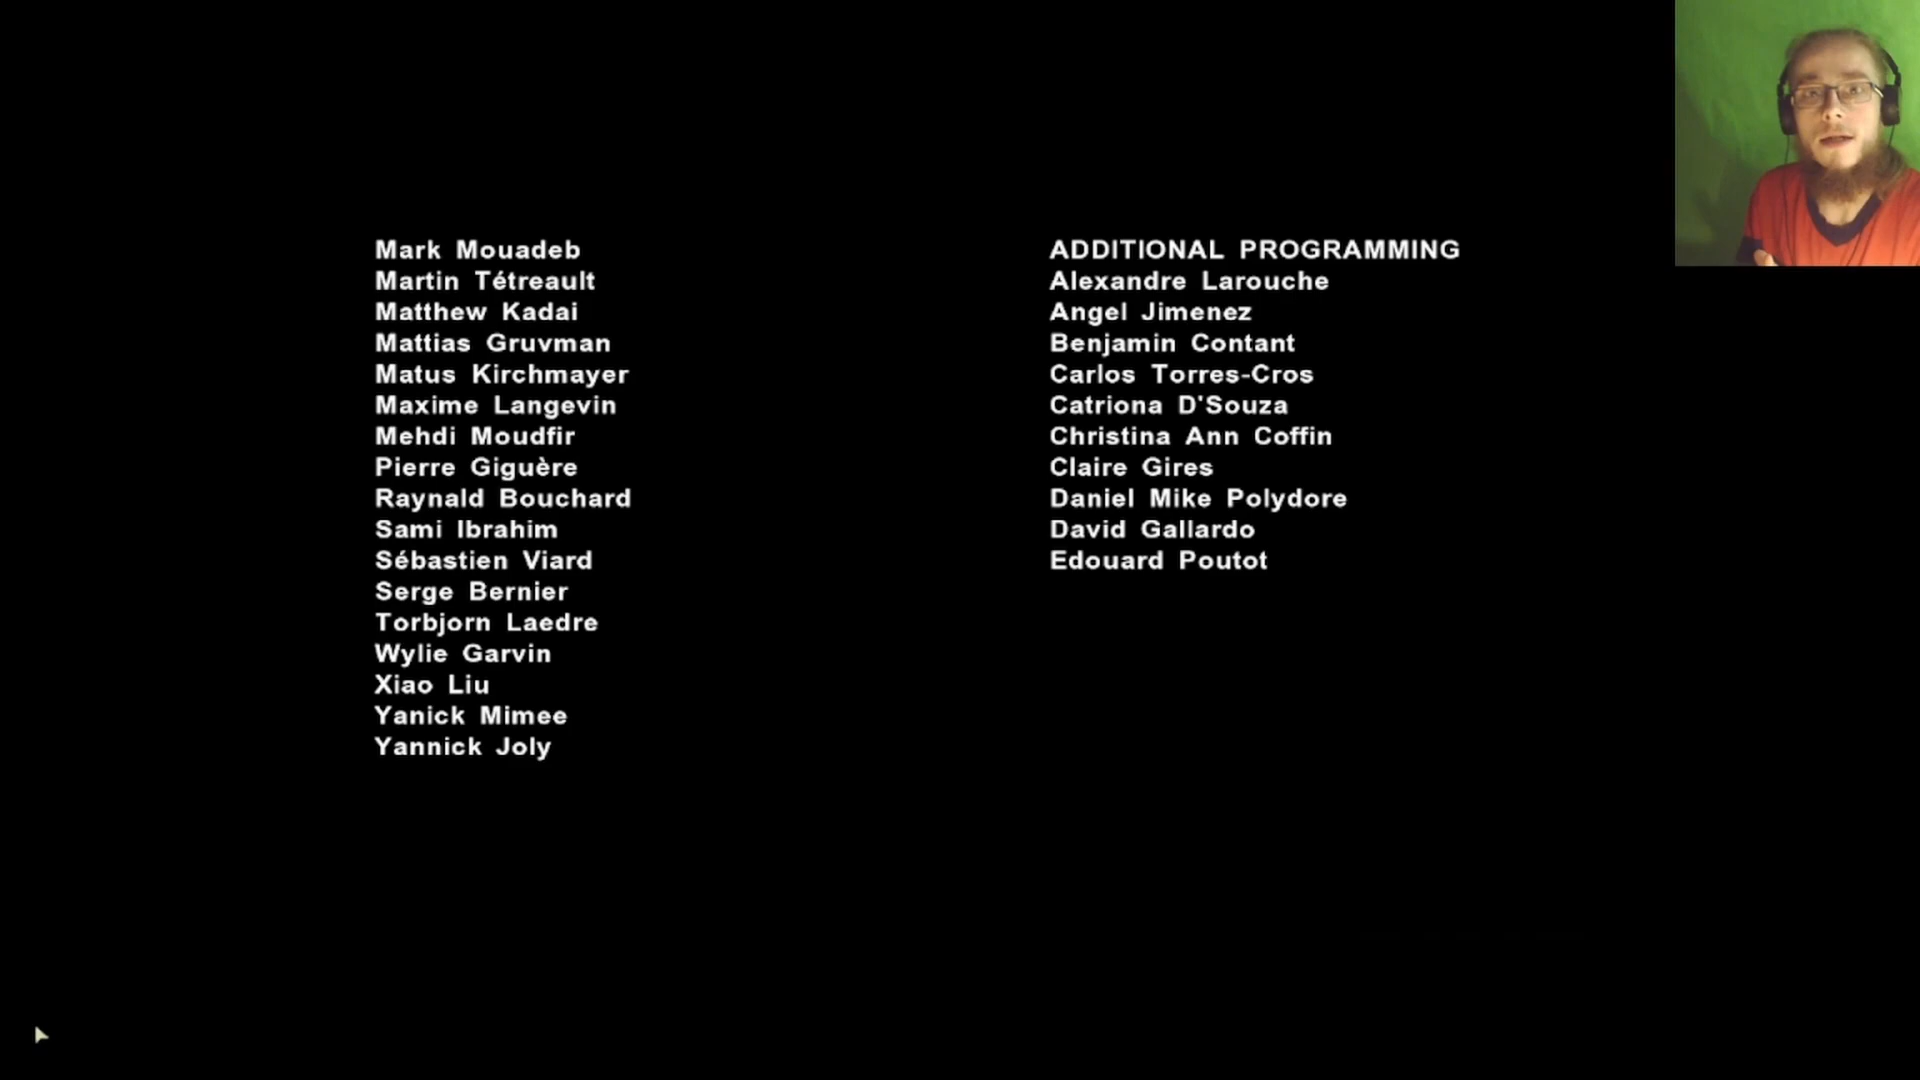 Mark Mouadeb
Martin Tétreault
Matthew Kadai
Mattias Gruvman
Matus Kirchmayer
Maxime Langevin
Mehdi Moudfir
Pierre Giguère
Raynald Bouchard
Sami Ibrahim
Sébastien Viard
Serge Bernier
Torbjorn Laedre
Wylie Garvin
Xiao Liu
Yanick Mimee
Yannick Joly
ADDITIONAL PROGRAMMING
Alexandre Larouche
Angel Jimenez
Benjamin Contant
Carlos Torres-Cros
Catriona D'Souza
Christina Ann Coffin
Claire Gires
Daniel Mike Polydore
David Gallardo
Edouard Poutot